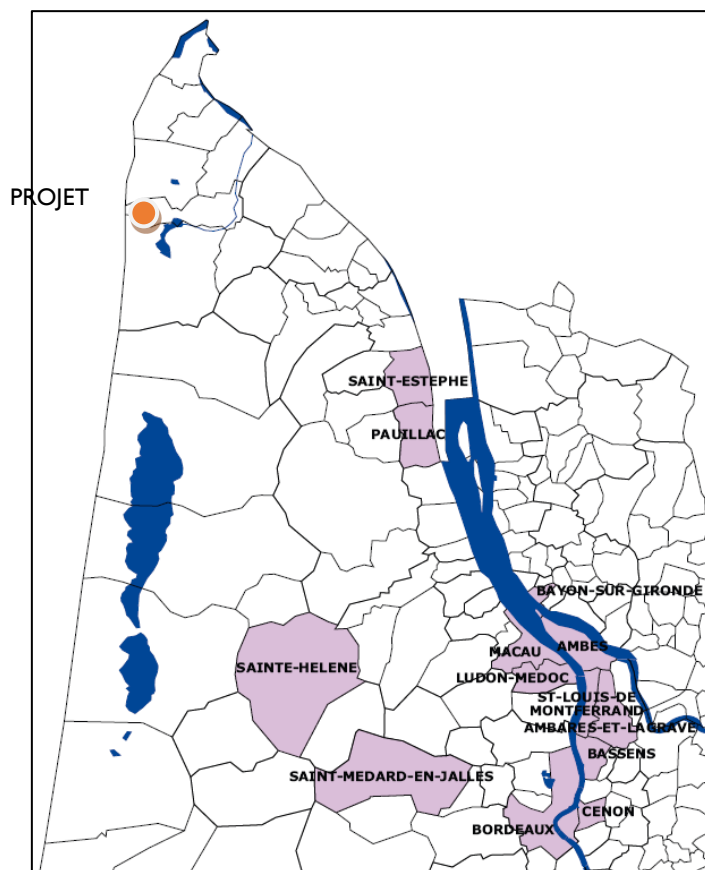 PROJET
SAINT-ESTEPHE
PAUILLAC
BAYON-SUR-GIRONDE
AMBES
MACAU
SAINTE-HELENE
LUDON-MEDOC
ST-LOUIS-DE
MONTFERRAND
AMBARES-ET-LAGRAVE
BASSENS
SAINT-MEDARD-EN-JALLES
CENON
BORDEAUX